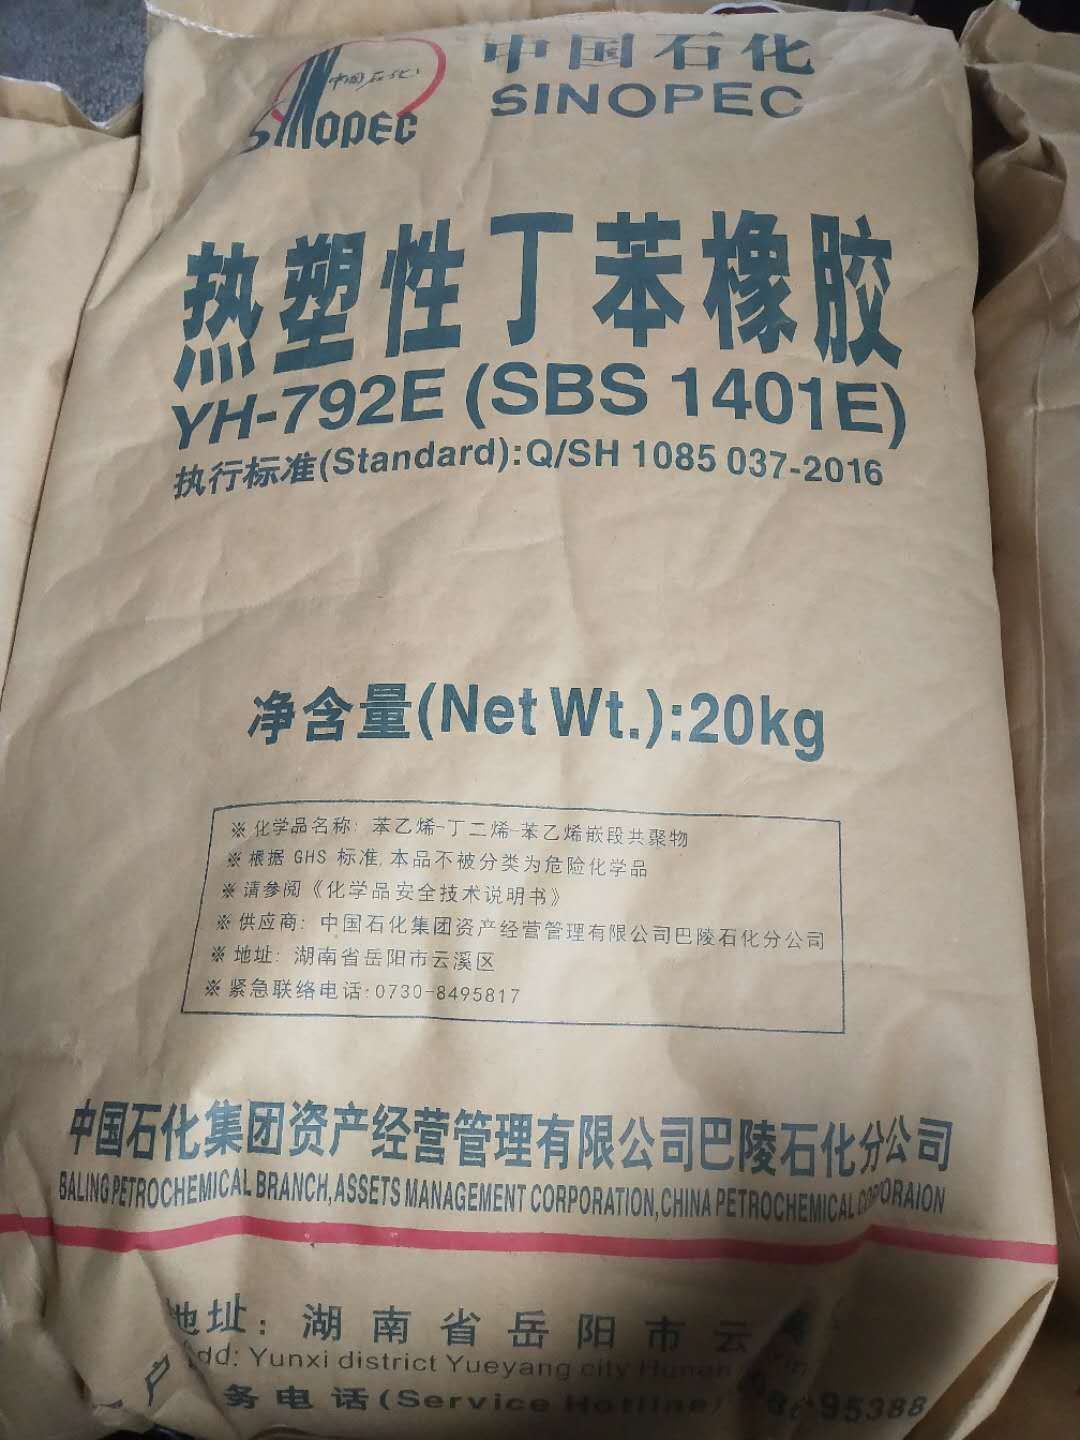 中国石化
SINOPEC
中国石化
SINOPEC
热塑性丁苯橡胶
YH-792E (SBS 1401E)
执行标准(Standard):Q/SH 1085 037-2016
净含量(Net Wt.):20kg
※ 化学品名称: 苯乙烯-丁二烯-苯乙烯嵌段共聚物
※ 根据 GHS 标准,本品不被分类为危险化学品
※ 请参阅《化学品安全技术说明书》
※ 供应商: 中国石化集团资产经营管理有限公司巴陵石化分公司
※ 地址: 湖南省岳阳市云溪区
※ 紧急联络电话:0730-8495817
中国石化集团资产经营管理有限公司巴陵石化分公司
BALING PETROCHEMICAL BRANCH,ASSETS MANAGEMENT CORPORATION,CHINA PETROCHEMICAL CORPORAION
地址: 湖南省岳阳市云
Add: Yunxi district Yueyang city Hunan
务电话(Service Hotline)
95388